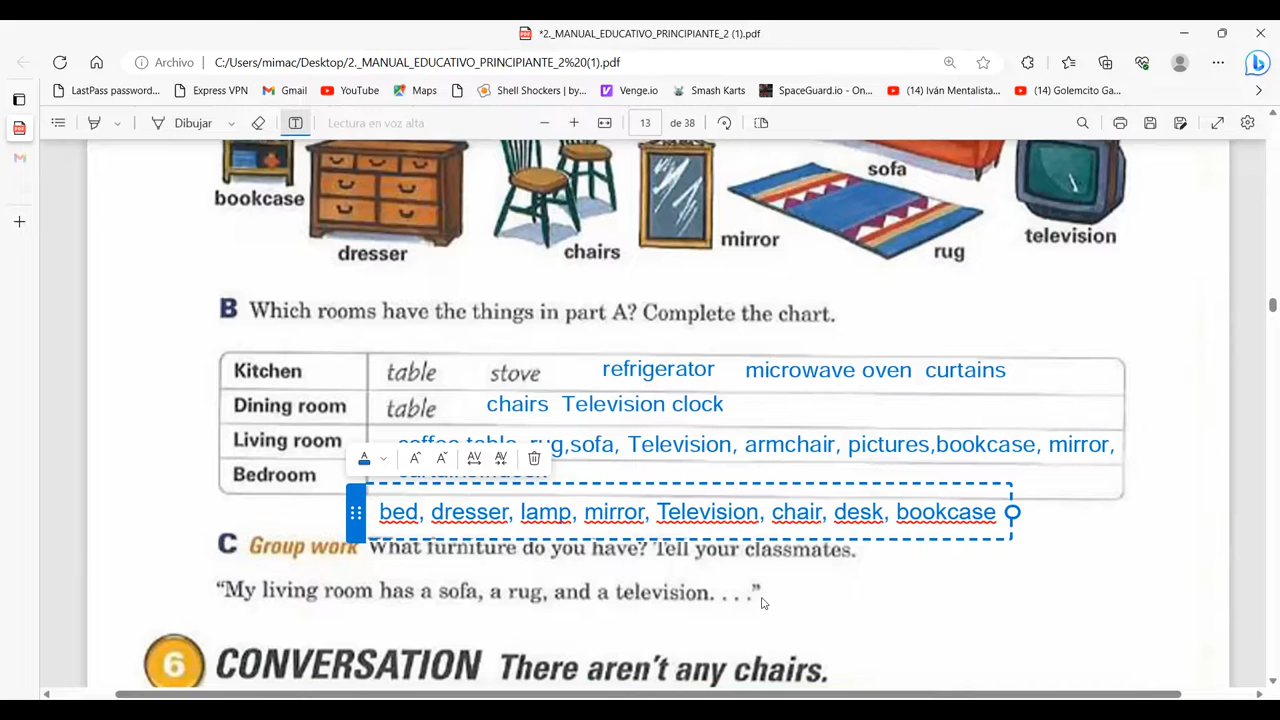 *2._MANUAL_EDUCATIVO_PRINCIPIANTE_2 (1).pdf
Archivo C:/Users/mimac/Desktop/2._MANUAL_EDUCATIVO_PRINCIPIANTE_2%20(1).pdf
LastPass password... Express VPN Gmail YouTube Maps Shell Shockers | by... Venge.io Smash Karts SpaceGuard.io - On... (14) Iván Mentalista... (14) Golemcito Ga...
Dibujar Lectura en voz alta 13 de 38
sofa
bookcase
mirror
television
dresser
chairs
rug
B Which rooms have the things in part A? Complete the chart.
Kitchen table stove refrigerator microwave oven curtains
Dining room table chairs Television clock
Living room coffee table, rug,sofa, Television, armchair, pictures,bookcase, mirror,
Bedroom
bed, dresser, lamp, mirror, Television, chair, desk, bookcase
C Group work What furniture do you have? Tell your classmates.
“My living room has a sofa, a rug, and a television. . . .”
6 CONVERSATION There aren't any chairs.